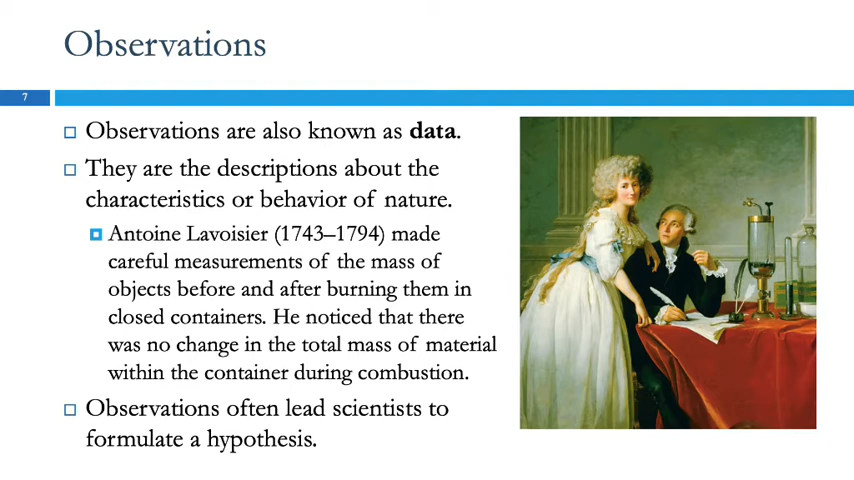 Observations
7
Observations are also known as data.
They are the descriptions about the
characteristics or behavior of nature.
Antoine Lavoisier (1743–1794) made
careful measurements of the mass of
objects before and after burning them in
closed containers. He noticed that there
was no change in the total mass of material
within the container during combustion.
Observations often lead scientists to
formulate a hypothesis.